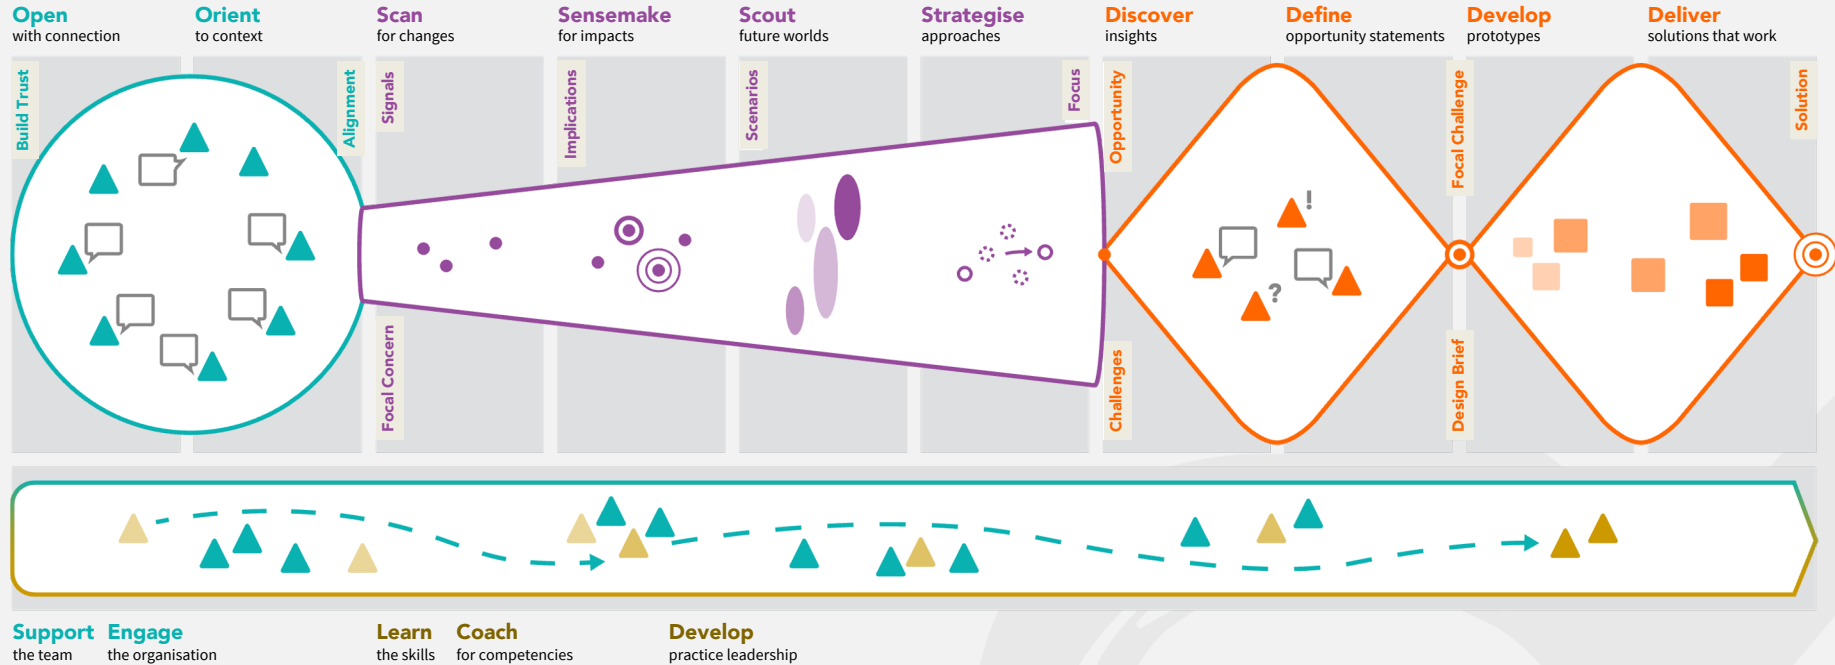 Open
with connection
Orient
to context
Scan
for changes
Sensemake
for impacts
Scout
future worlds
Strategise
approaches
Discover
insights
Define
opportunity statements
Develop
prototypes
Deliver
solutions that work
Build Trust
Alignment
Signals
Focal Concern
Implications
Scenarios
Focus
Opportunity
Challenges
Focal Challenge
Design Brief
Solution
!
?
Support
the team
Engage
the organisation
Learn
the skills
Coach
for competencies
Develop
practice leadership